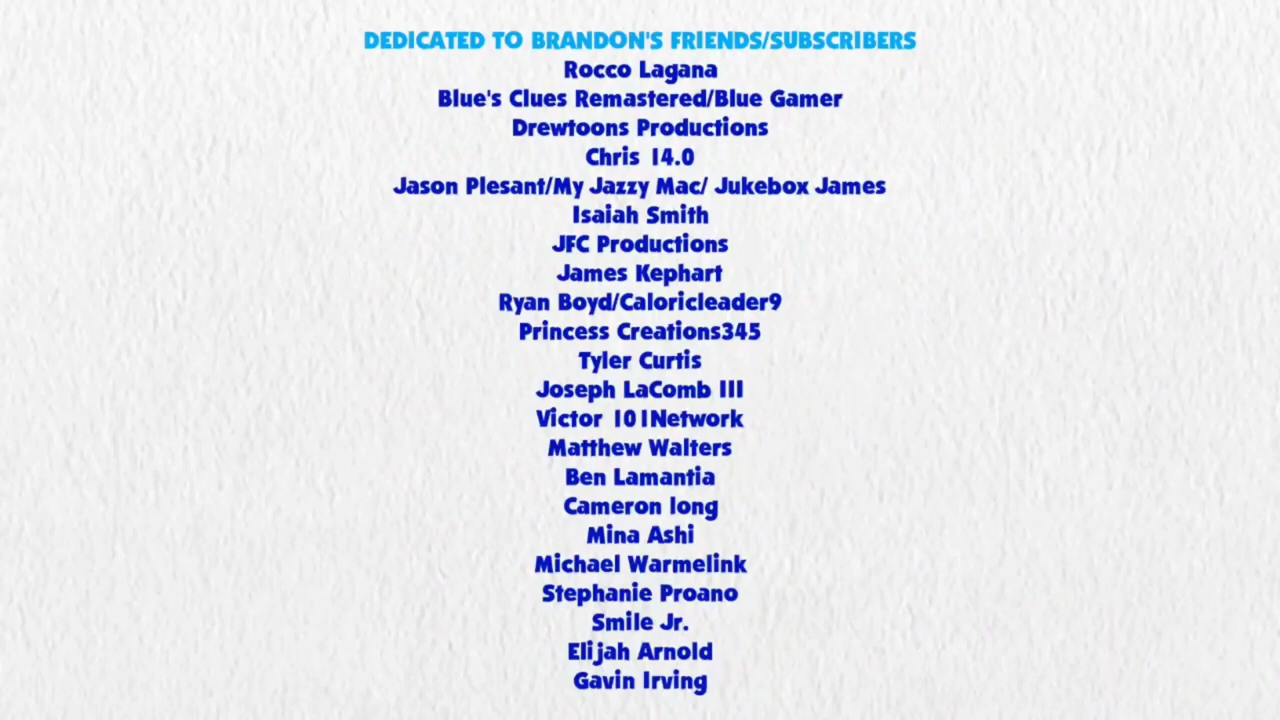 DEDICATED TO BRANDON'S FRIENDS/SUBSCRIBERS
Rocco Lagana
Blue's Clues Remastered/Blue Gamer
Drewtoons Productions
Chris 14.0
Jason Plesant/My Jazzy Mac/ Jukebox James
Isaiah Smith
JFC Productions
James Kephart
Ryan Boyd/Caloricleader9
Princess Creations345
Tyler Curtis
Joseph LaComb III
Victor 101Network
Matthew Walters
Ben Lamantia
Cameron long
Mina Ashi
Michael Warmelink
Stephanie Proano
Smile Jr.
Elijah Arnold
Gavin Irving